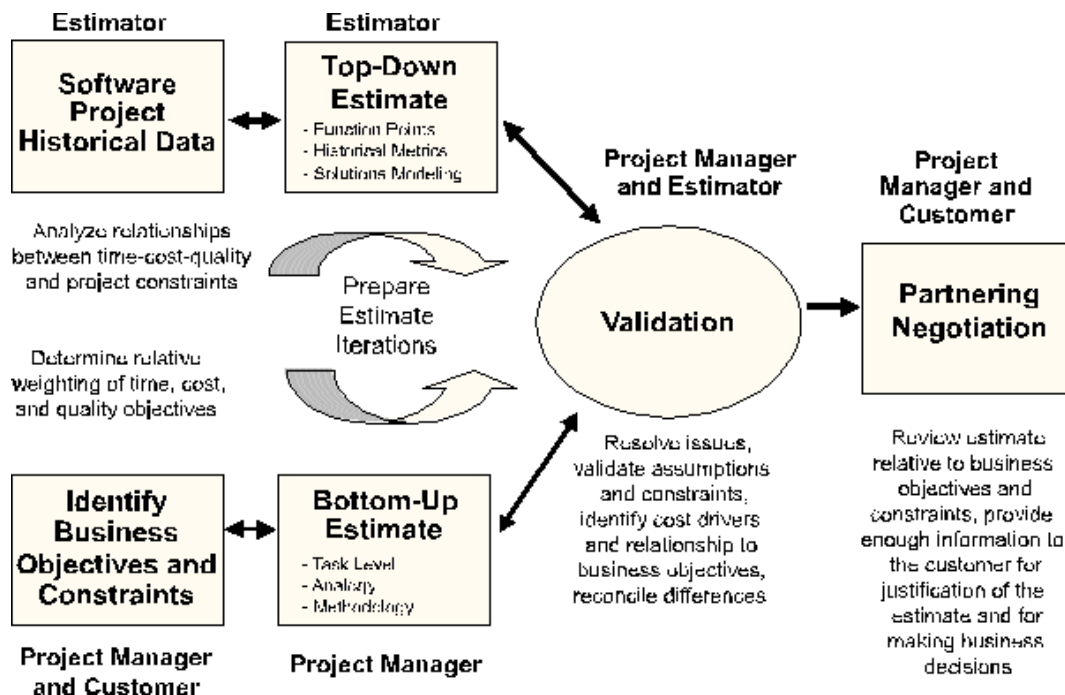 Estimator
Software
Project
Historical Data
Estimator
Top-Down
Estimate
- Function Points
- Historical Metrics
- Solutions Modeling
Analyze relationships
between time-cost-quality
and project constraints
Prepare
Estimate
Iterations
Determine relative
weighting of time, cost,
and quality objectives
Identify
Business
Objectives and
Constraints
Project Manager
and Customer
Bottom-Up
Estimate
- Task Level
- Analogy
- Methodology
Project Manager
Project Manager
and Estimator
Validation
Resolve issues,
validate assumptions
and constraints,
identify cost drivers
and relationship to
business objectives,
reconcile differences
Project
Manager and
Customer
Partnering
Negotiation
Review estimate
relative to business
objectives and
constraints, provide
enough information to
the customer for
justification of the
estimate and for
making business
decisions